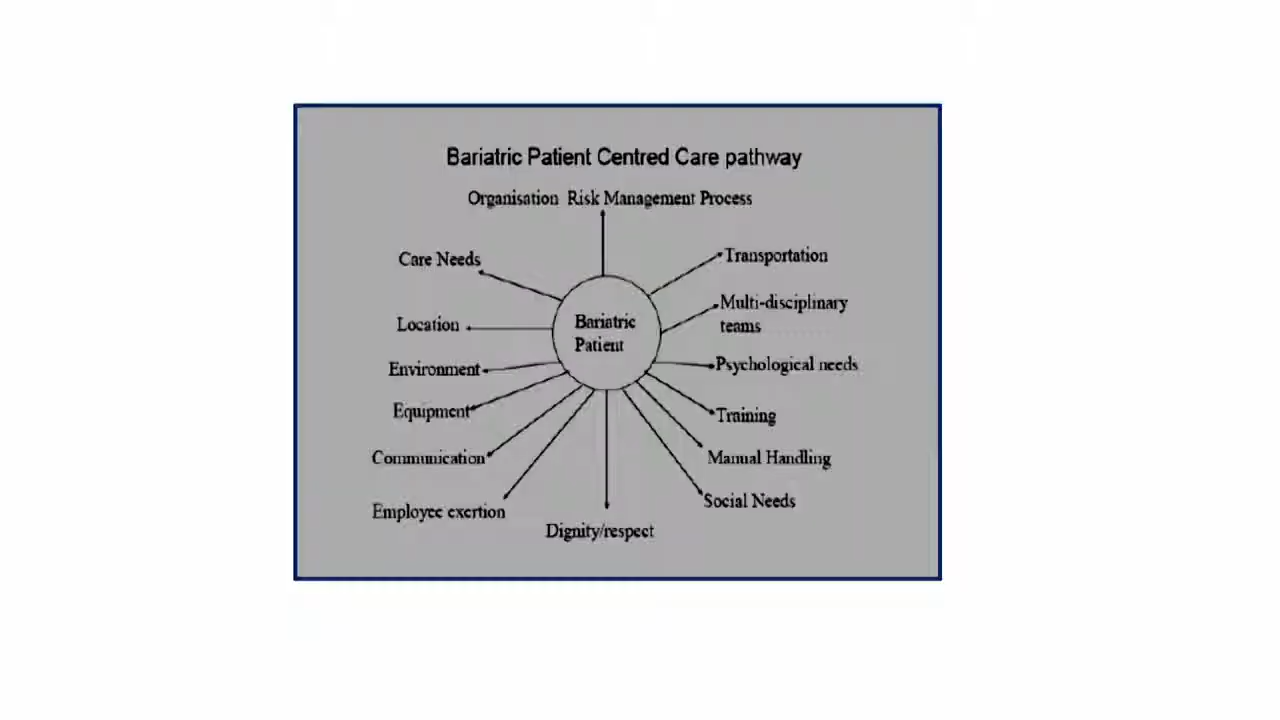 Bariatric Patient Centred Care pathway
Organisation Risk Management Process
Care Needs
Transportation
Location
Bariatric
Patient
Multi-disciplinary
teams
Environment
Psychological needs
Equipment
Training
Communication
Manual Handling
Employee exertion
Social Needs
Dignity/respect